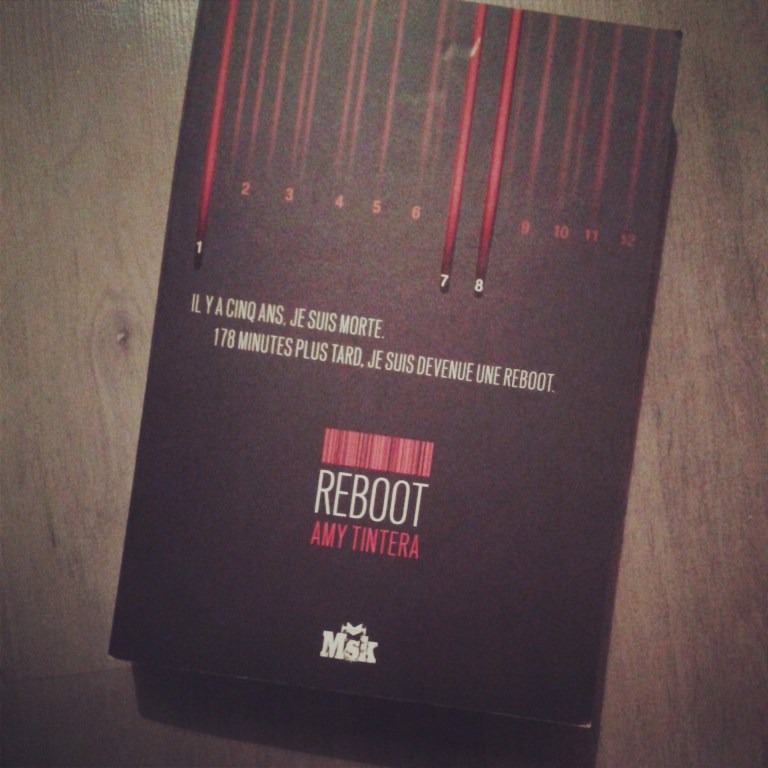 1 2 3 4 5 6 7 8 9 10 11 12
IL Y A CINQ ANS, JE SUIS MORTE.
178 MINUTES PLUS TARD, JE SUIS DEVENUE UNE REBOOT.
REBOOT
AMY TINTERA
Msk